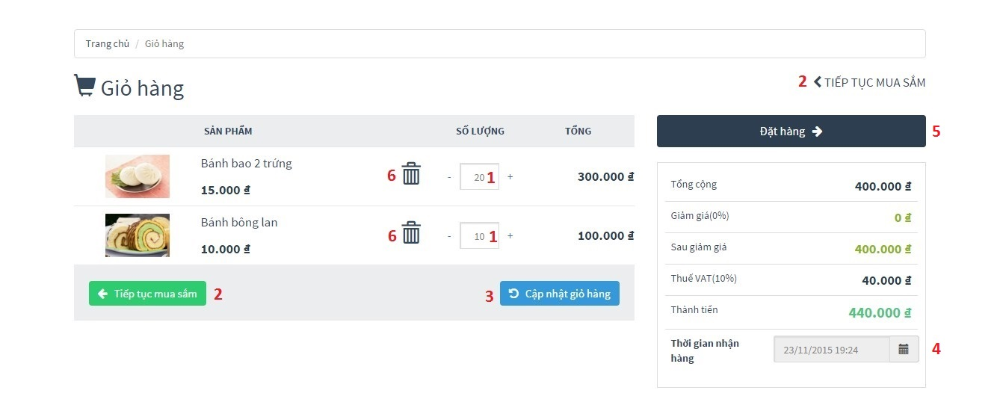 Trang chủ / Giỏ hàng
Giỏ hàng
2 TIẾP TỤC MUA SẮM
SẢN PHẨM SỐ LƯỢNG TỔNG
Bánh bao 2 trứng
15.000 ₫
6 - 20 1 + 300.000 ₫
Bánh bông lan
10.000 ₫
6 - 10 1 + 100.000 ₫
Tiếp tục mua sắm 2
3 Cập nhật giỏ hàng
Đặt hàng 5
Tổng cộng 400.000 ₫
Giảm giá(0%) 0 ₫
Sau giảm giá 400.000 ₫
Thuế VAT(10%) 40.000 ₫
Thành tiền 440.000 ₫
Thời gian nhận
hàng
23/11/2015 19:24 4